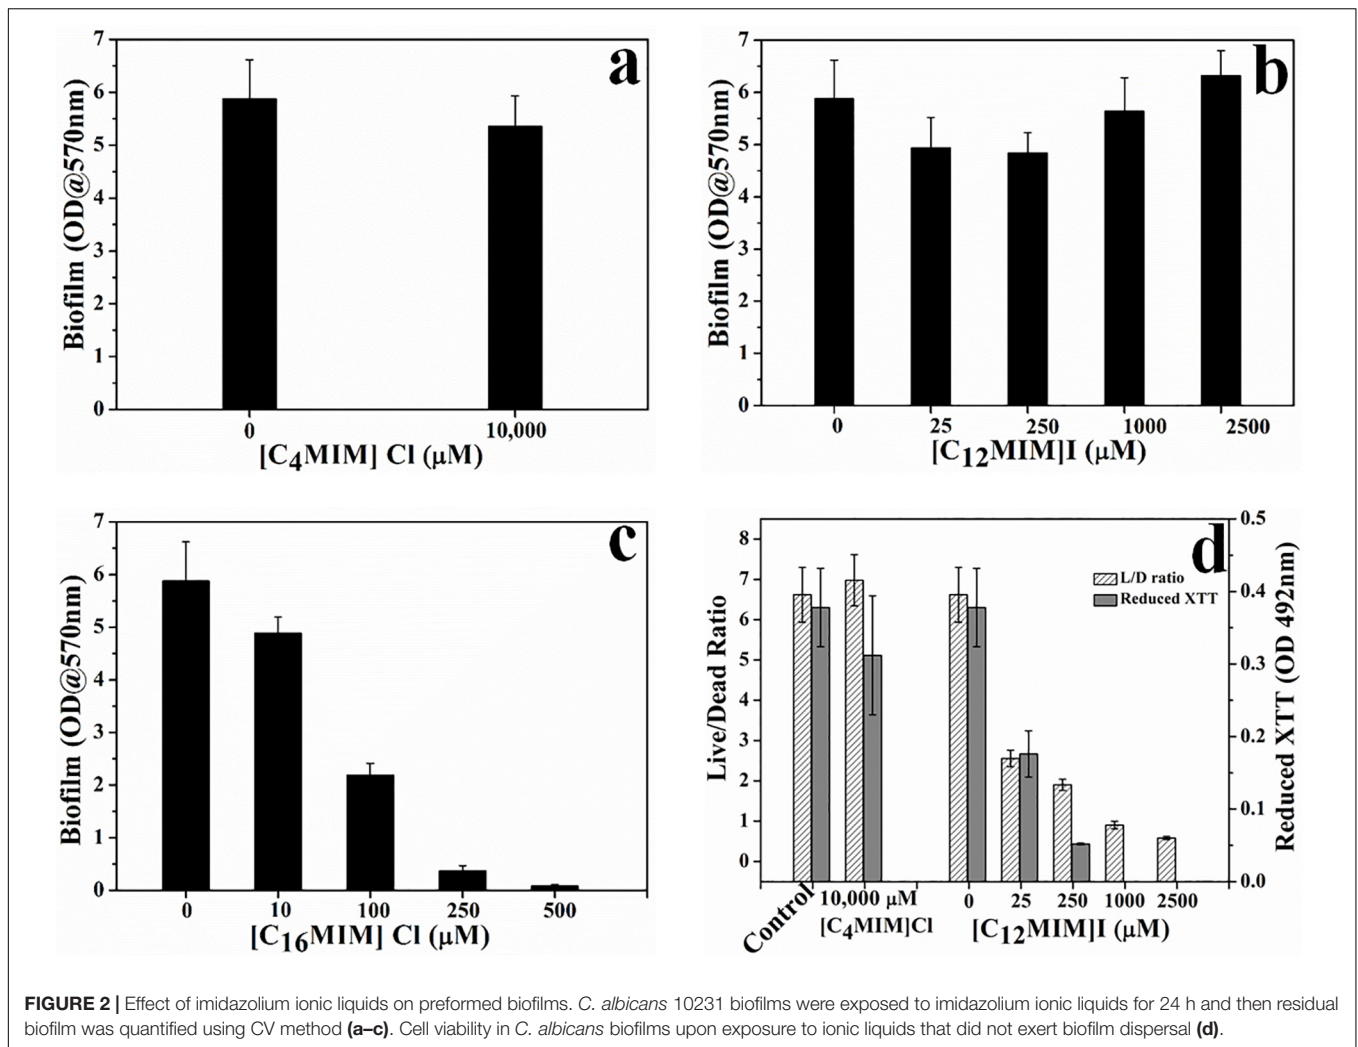 a
7
6
5
4
3
2
1
0
Biofilm (OD@570nm)
0 10,000
[C4MIM] Cl (μM)
b
7
6
5
4
3
2
1
0
Biofilm (OD@570nm)
0 25 250 1000 2500
[C12MIM]I (μM)
c
7
6
5
4
3
2
1
0
Biofilm (OD@570nm)
0 10 100 250 500
[C16MIM] Cl (μM)
d
8
7
6
5
4
3
2
1
0
Live/Dead Ratio
L/D ratio
Reduced XTT
0.5
0.4
0.3
0.2
0.1
0.0
Reduced XTT (OD 492nm)
Control
10,000 μM
[C4MIM]Cl
0 25 250 1000 2500
[C12MIM]I (μM)
FIGURE 2 | Effect of imidazolium ionic liquids on preformed biofilms. C. albicans 10231 biofilms were exposed to imidazolium ionic liquids for 24 h and then residual
biofilm was quantified using CV method (a–c). Cell viability in C. albicans biofilms upon exposure to ionic liquids that did not exert biofilm dispersal (d).